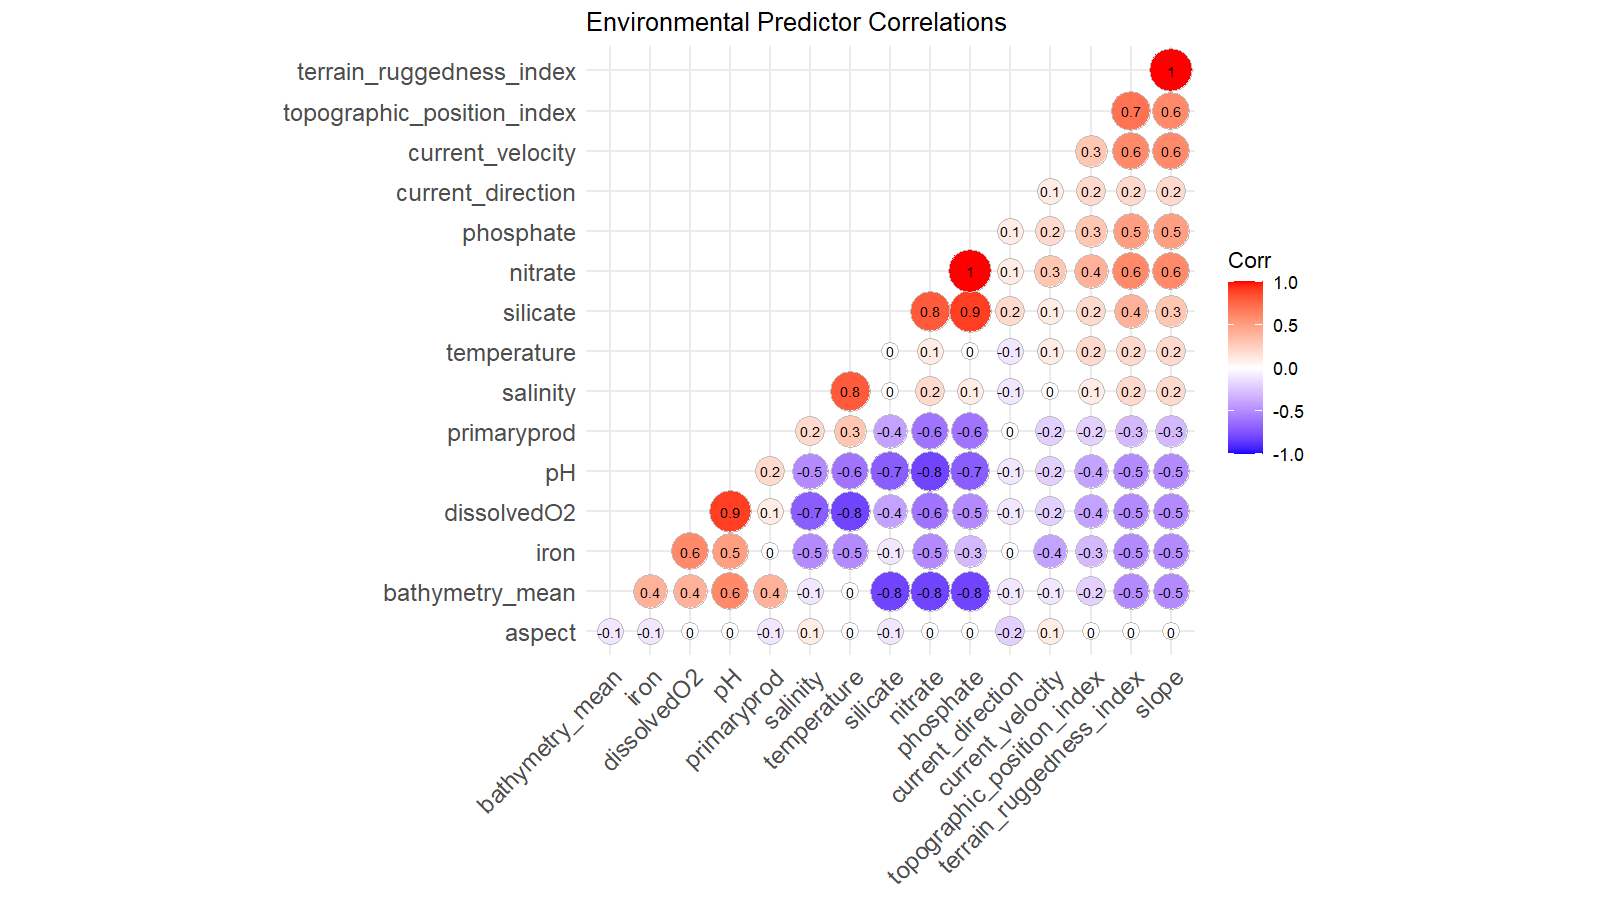 Environmental Predictor Correlations
terrain_ruggedness_index 1
topographic_position_index 0.7 0.6
current_velocity 0.3 0.6 0.6
current_direction 0.1 0.2 0.2 0.2
phosphate 0.1 0.2 0.3 0.5 0.5
nitrate 1 0.1 0.3 0.4 0.6 0.6
silicate 0.8 0.9 0.2 0.1 0.2 0.4 0.3
temperature 0 0.1 0 -0.1 0.1 0.2 0.2 0.2
salinity 0.8 0 0.2 0.1 -0.1 0 0.1 0.2 0.2
primaryprod 0.2 0.3 -0.4 -0.6 -0.6 0 -0.2 -0.2 -0.3 -0.3
pH 0.2 -0.5 -0.6 -0.7 -0.8 -0.7 -0.1 -0.2 -0.4 -0.5 -0.5
dissolvedO2 0.9 0.1 -0.7 -0.8 -0.4 -0.6 -0.5 -0.1 -0.2 -0.4 -0.5 -0.5
iron 0.6 0.5 0 -0.5 -0.5 -0.1 -0.5 -0.3 0 -0.4 -0.3 -0.5 -0.5
bathymetry_mean 0.4 0.4 0.6 0.4 -0.1 0 -0.8 -0.8 -0.8 -0.1 -0.1 -0.2 -0.5 -0.5
aspect -0.1 -0.1 0 0 -0.1 0.1 0 -0.1 0 0 -0.2 0.1 0 0 0
bathymetry_mean
iron
dissolvedO2
pH
primaryprod
salinity
temperature
silicate
nitrate
phosphate
current_direction
current_velocity
topographic_position_index
terrain_ruggedness_index
slope
Corr
1.0
0.5
0.0
-0.5
-1.0